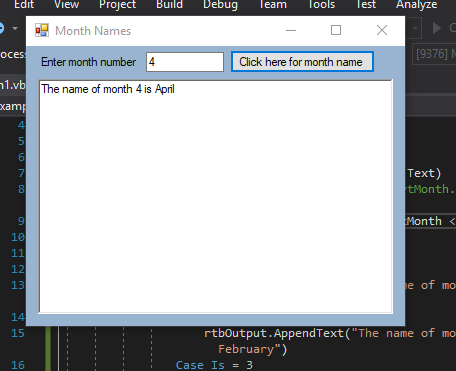 Edit View Project Build Debug Team Tools Test Analyze
Month Names
Enter month number 4 Click here for month name
The name of month 4 is April
[9376]
n1.vb
4
5
6
7 Text)
8 rtMonth.
9 tMonth <
10
11
12
13 e name of mo
14
15 rtbOutput.AppendText("The name of mo
February")
16 Case Is = 3